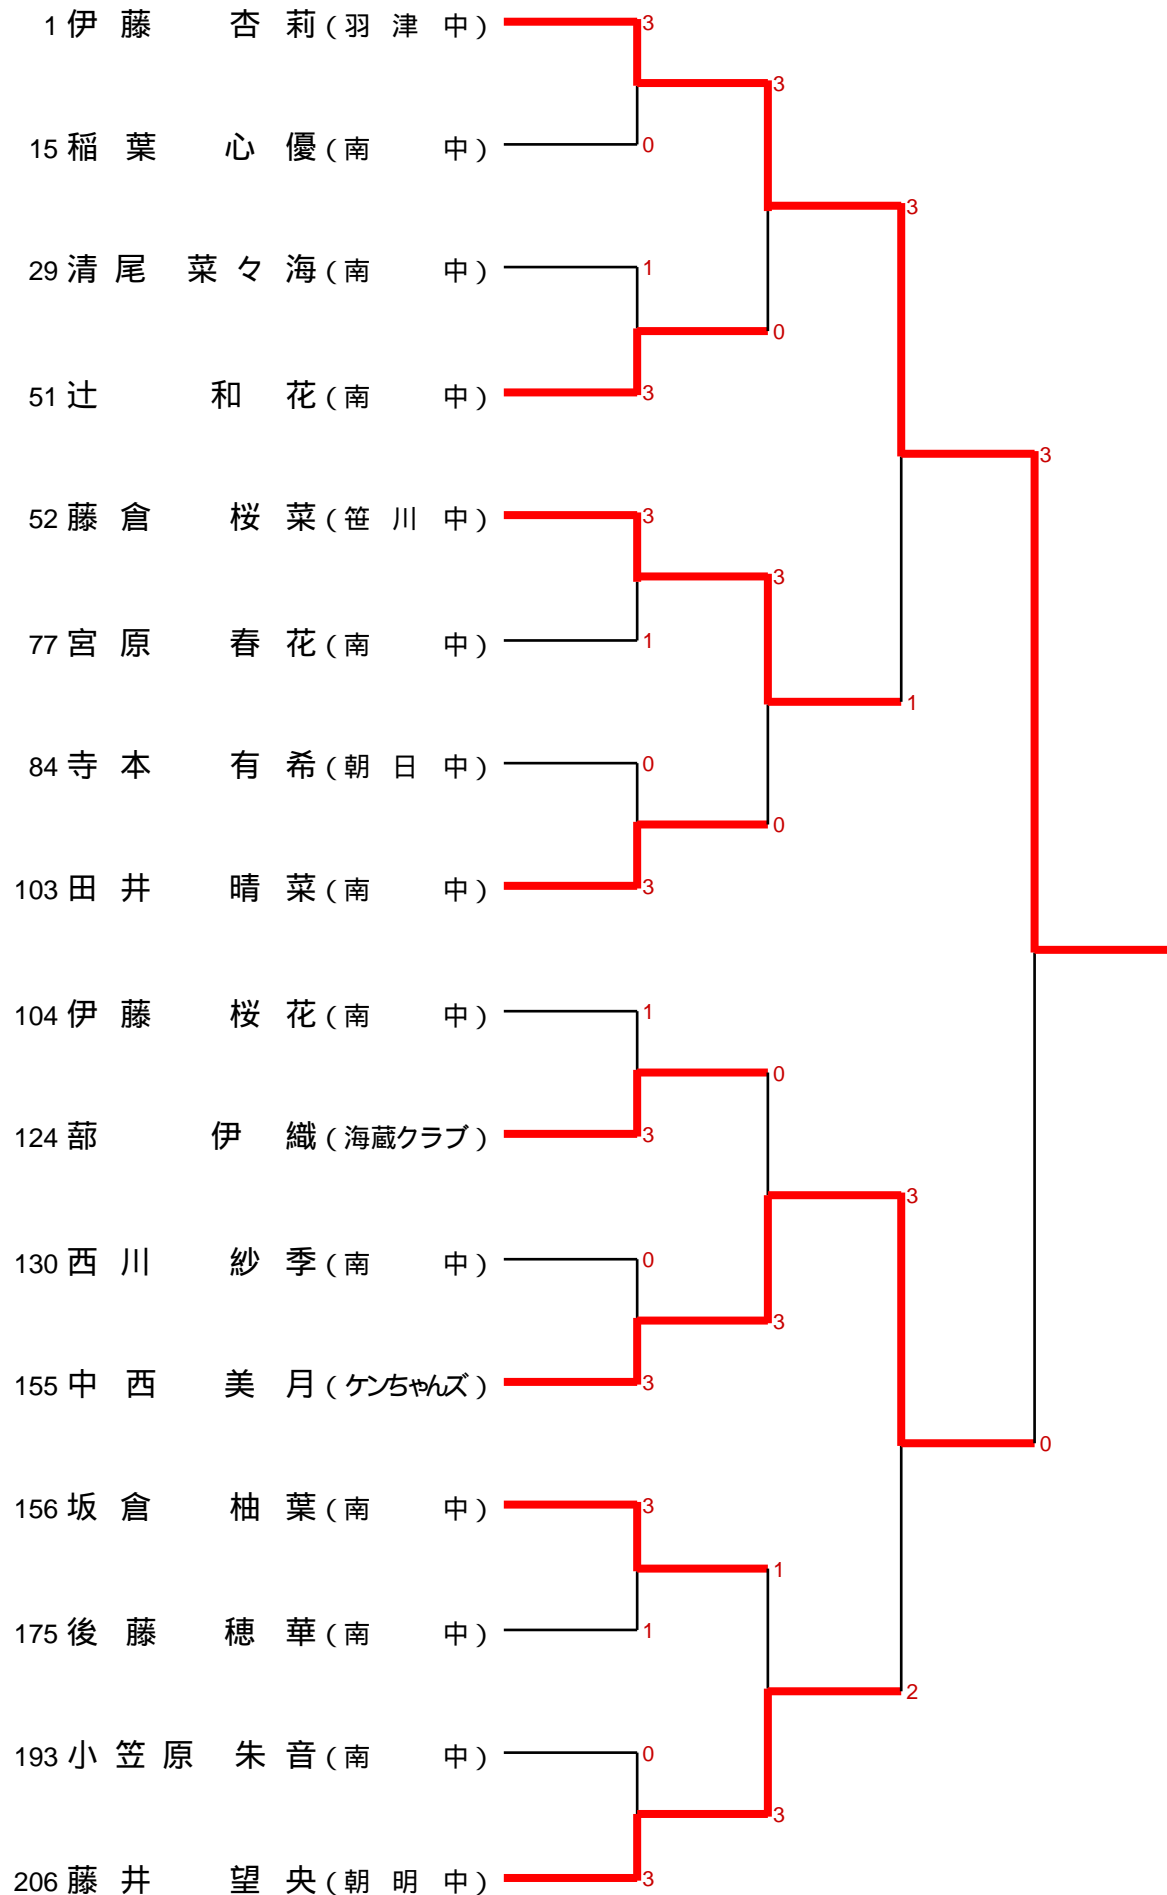 1 伊藤 杏莉(羽津中) 3
3
15 稲葉 心優(南中) 0
3
29 清尾 菜々海(南中) 1
0
51 辻 和花(南中) 3
3
52 藤倉 桜菜(笹川中) 3
3
77 宮原 春花(南中) 1
1
84 寺本 有希(朝日中) 0
0
103 田井 晴菜(南中) 3
104 伊藤 桜花(南中) 1
0
124 蔀 伊織(海蔵クラブ) 3
3
130 西川 紗季(南中) 0
3
155 中西 美月(ケンちゃんズ) 3
0
156 坂倉 柚葉(南中) 3
1
175 後藤 穂華(南中) 1
2
193 小笠原 朱音(南中) 0
3
206 藤井 望央(朝明中) 3